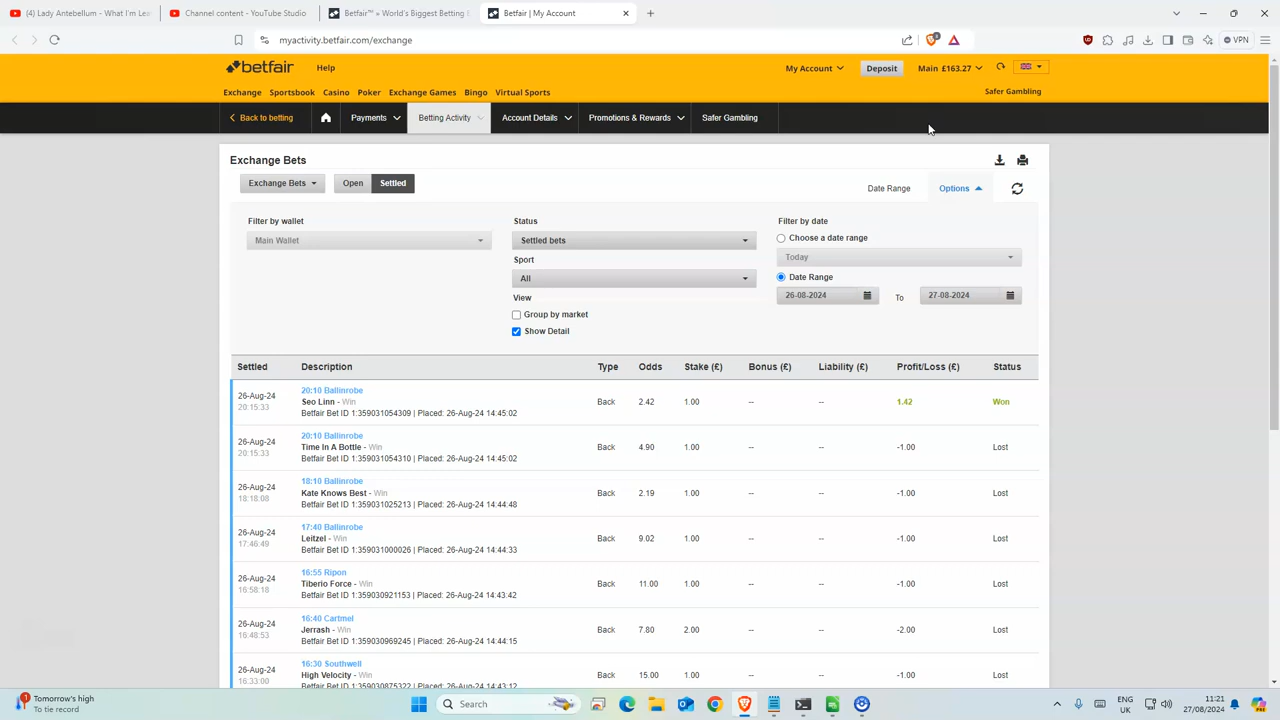 (4) Lady Antebellum - What I'm Lea
Channel content - YouTube Studio
Betfair™ » World's Biggest Betting
Betfair | My Account
myactivity.betfair.com/exchange
VPN
betfair
Help
My Account
Deposit
Main £163.27
Exchange Sportsbook Casino Poker Exchange Games Bingo Virtual Sports
Safer Gambling
Back to betting
Payments
Betting Activity
Account Details
Promotions & Rewards
Safer Gambling
Exchange Bets
Exchange Bets
Open
Settled
Date Range
Options
Filter by wallet
Main Wallet
Status
Settled bets
Sport
All
View
Group by market
Show Detail
Filter by date
Choose a date range
Today
Date Range
26-08-2024 To 27-08-2024
Settled Description Type Odds Stake (£) Bonus (£) Liability (£) Profit/Loss (£) Status
20:10 Ballinrobe
26-Aug-24 Seo Linn - Win Back 2.42 1.00 -- -- 1.42 Won
20:15:33 Betfair Bet ID 1:359031054309 | Placed: 26-Aug-24 14:45:02
20:10 Ballinrobe
26-Aug-24 Time In A Bottle - Win Back 4.90 1.00 -- -- -1.00 Lost
20:15:33 Betfair Bet ID 1:359031054310 | Placed: 26-Aug-24 14:45:02
18:10 Ballinrobe
26-Aug-24 Kate Knows Best - Win Back 2.19 1.00 -- -- -1.00 Lost
18:18:08 Betfair Bet ID 1:359031025213 | Placed: 26-Aug-24 14:44:48
17:40 Ballinrobe
26-Aug-24 Leitzel - Win Back 9.02 1.00 -- -- -1.00 Lost
17:46:49 Betfair Bet ID 1:359031000026 | Placed: 26-Aug-24 14:44:33
16:55 Ripon
26-Aug-24 Tiberio Force - Win Back 11.00 1.00 -- -- -1.00 Lost
16:58:18 Betfair Bet ID 1:359030921153 | Placed: 26-Aug-24 14:43:42
16:40 Cartmel
26-Aug-24 Jerrash - Win Back 7.80 2.00 -- -- -2.00 Lost
16:48:53 Betfair Bet ID 1:359030969245 | Placed: 26-Aug-24 14:44:15
16:30 Southwell
26-Aug-24 High Velocity - Win Back 15.00 1.00 -- -- -1.00 Lost
16:33:00 Betfair Bet ID 1:359030875322 | Placed: 26-Aug-24 14:43:12
Tomorrow's high
To tie record
Search
ENG
UK
11:21
27/08/2024